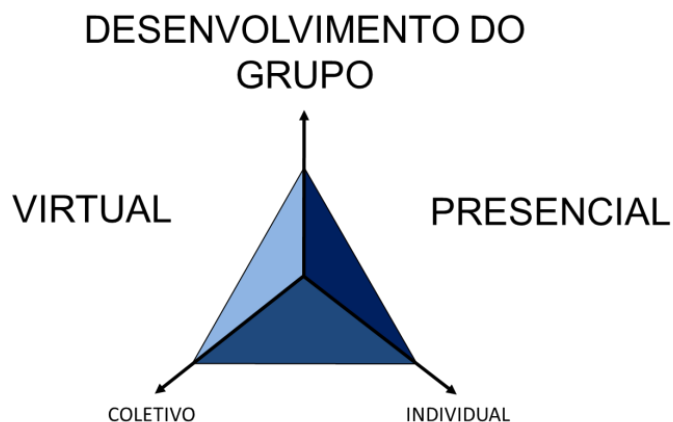 DESENVOLVIMENTO DO
GRUPO
VIRTUAL
PRESENCIAL
COLETIVO
INDIVIDUAL